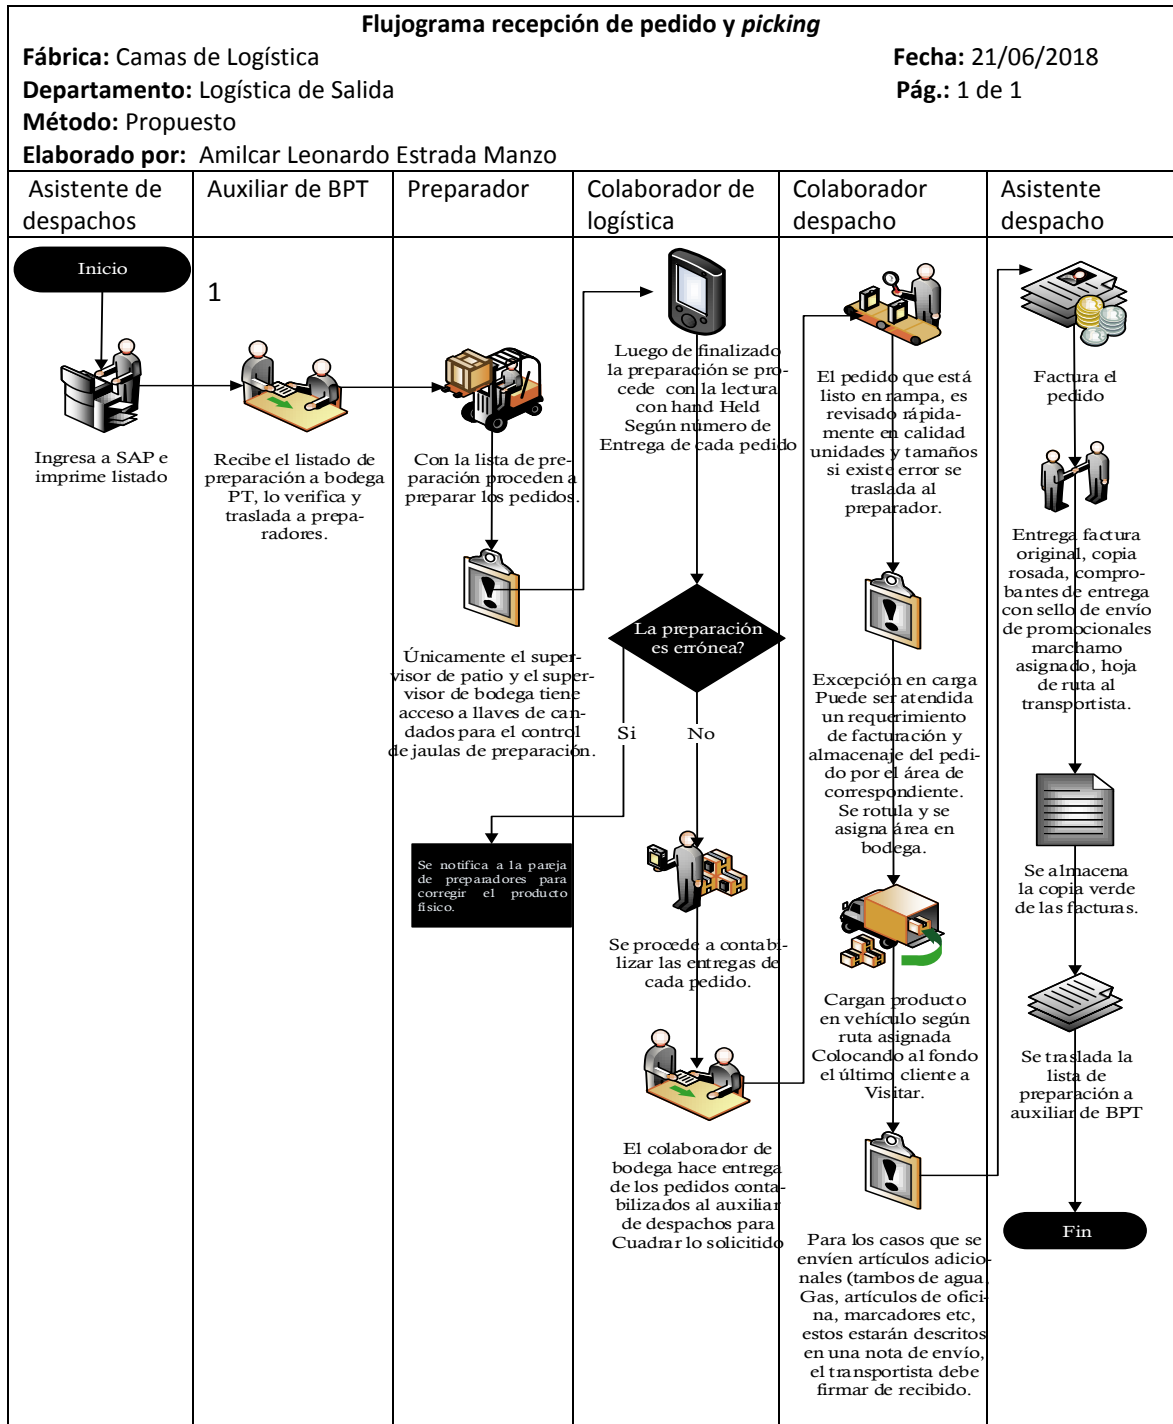 Flujograma recepción de pedido y picking
Fábrica: Camas de Logística
Fecha: 21/06/2018
Departamento: Logística de Salida
Pág.: 1 de 1
Método: Propuesto
Elaborado por: Amilcar Leonardo Estrada Manzo
Asistente de
despachos
Auxiliar de BPT
Preparador
Colaborador de
logística
Colaborador
despacho
Asistente
despacho
Inicio
Ingresa a SAP e
imprime listado
1
Recibe el listado de
preparación a bodega
PT, lo verifica y
traslada a prepa-
radores.
Con la lista de pre-
paración proceden a
preparar los pedidos.
Únicamente el super-
visor de patio y el super-
visor de bodega tiene
acceso a llaves de can-
dados para el control
de jaulas de preparación.
Se notifica a la pareja
de preparadores para
corregir el producto
físico.
Luego de finalizado
la preparación se pro-
cede con la lectura
con hand Held
Según número de
Entrega de cada pedido
La preparación
es errónea?
Si
No
Se procede a contabi-
lizar las entregas de
cada pedido.
El colaborador de
bodega hace entrega
de los pedidos conta-
bilizados al auxiliar
de despachos para
Cuadrar lo solicitido
El pedido que está
listo en rampa, es
revisado rápida-
mente en calidad
unidades y tamaños
si existe error se
traslada al
preparador.
Excepción en carga
Puede ser atendida
un requerimiento
de facturación y
almacenaje del pedi-
do por el área de
correspondiente.
Se rotula y se
asigna área en
bodega.
Cargan producto
en vehículo según
ruta asignada
Colocando al fondo
el último cliente a
Visitar.
Para los casos que se
envíen artículos adicio-
nales (tambos de agua,
Gas, artículos de ofici-
na, marcadores etc,
estos estarán descritos
en una nota de envío,
el transportista debe
firmar de recibido.
Factura el
pedido
Entrega factura
original, copia
rosada, compro-
bantes de entrega
con sello de envío
de promocionales
marchamo
asignado, hoja
de ruta al
transportista.
Se almacena
la copia verde
de las facturas.
Se traslada la
lista de
preparación a
auxiliar de BPT
Fin